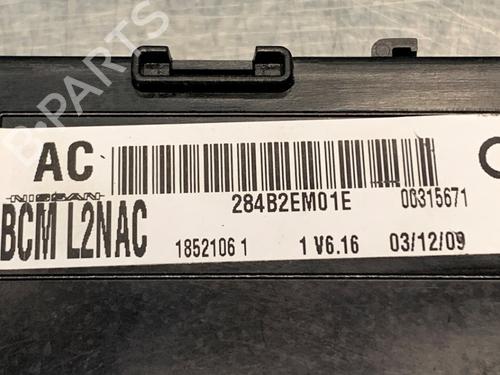 AC
284B2EM01E 00315671
NISSAN
BCM L2NAC
1852106 1 1 V6.16 03/12/09
B-PARTS